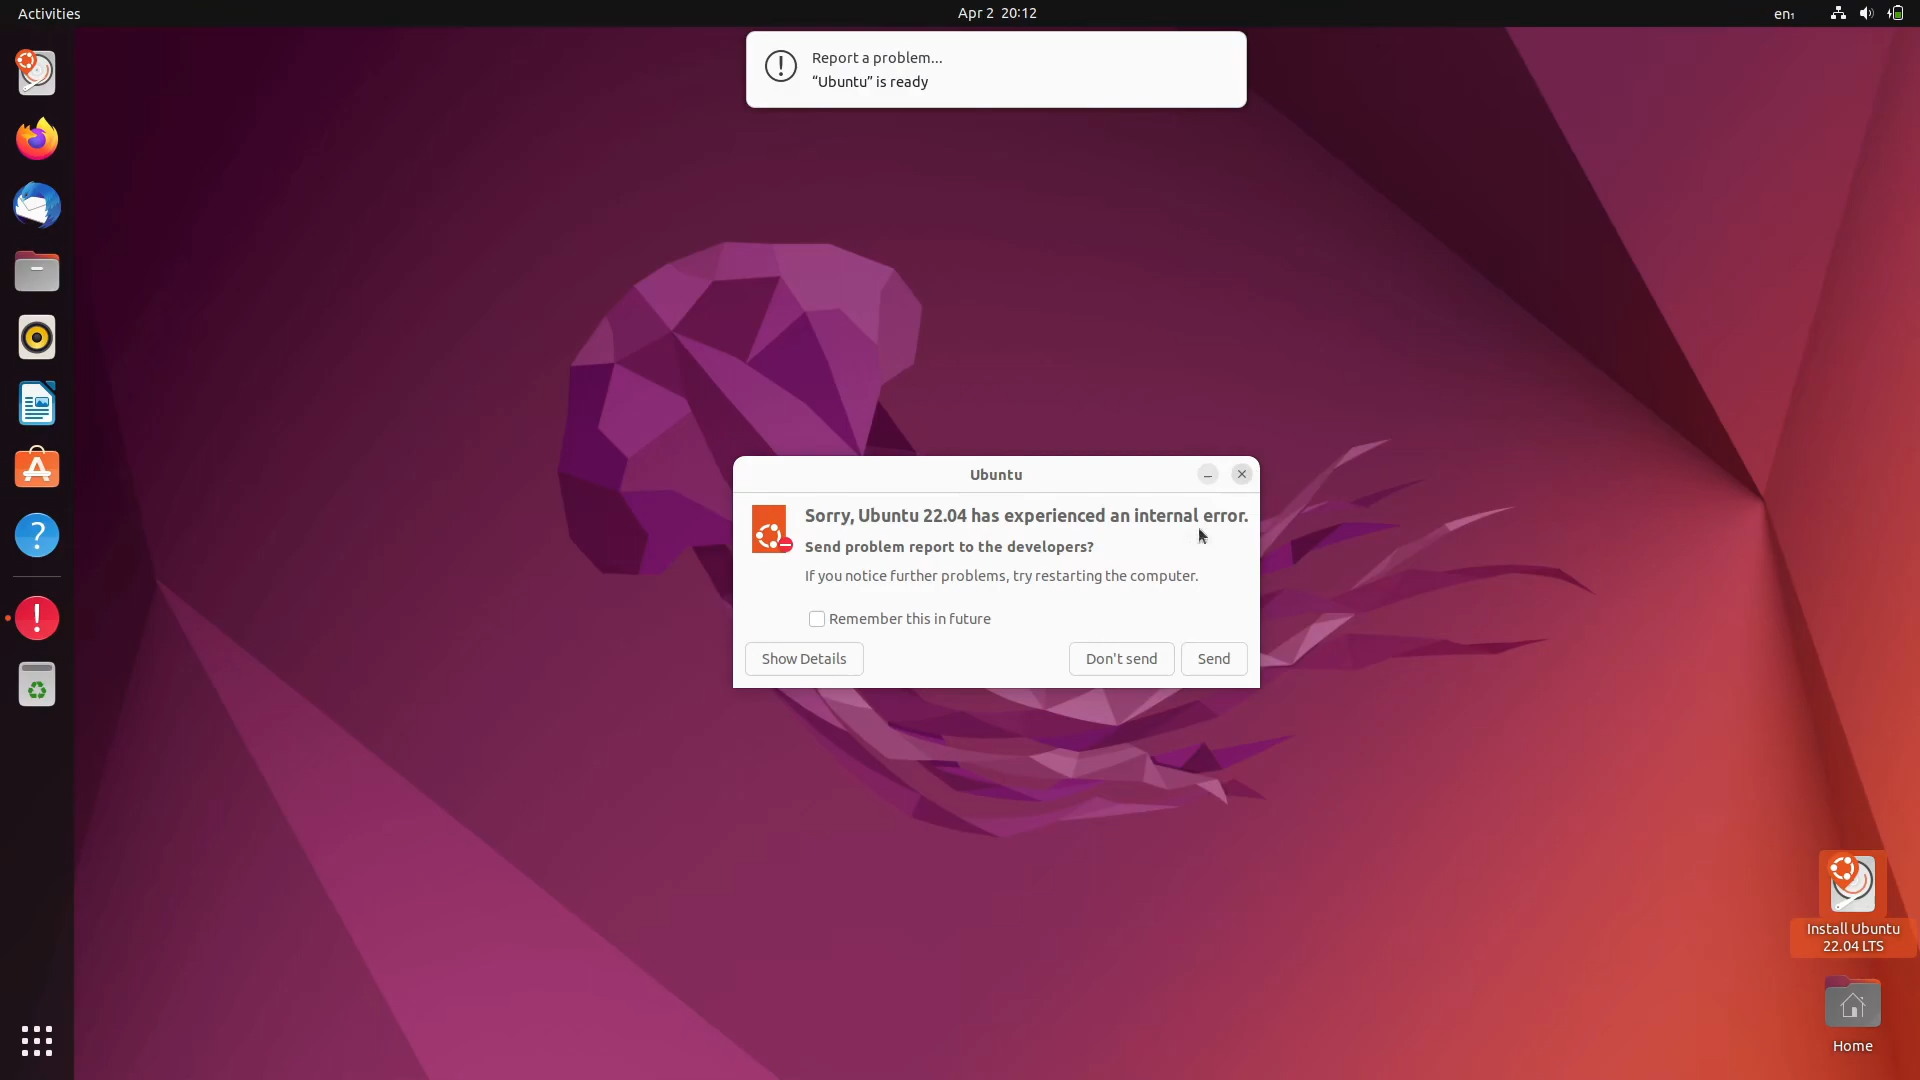 Activities
Apr 2 20:12
en₁
Report a problem...
“Ubuntu” is ready
Ubuntu
Sorry, Ubuntu 22.04 has experienced an internal error.
Send problem report to the developers?
If you notice further problems, try restarting the computer.
Remember this in future
Show Details
Don't send
Send
Install Ubuntu
22.04 LTS
Home